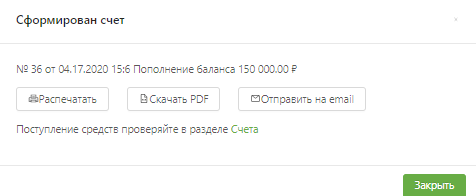 Сформирован счет
№ 36 от 04.17.2020 15:6 Пополнение баланса 150 000.00 ₽
Распечатать Скачать PDF Отправить на email
Поступление средств проверяйте в разделе Счета
Закрыть